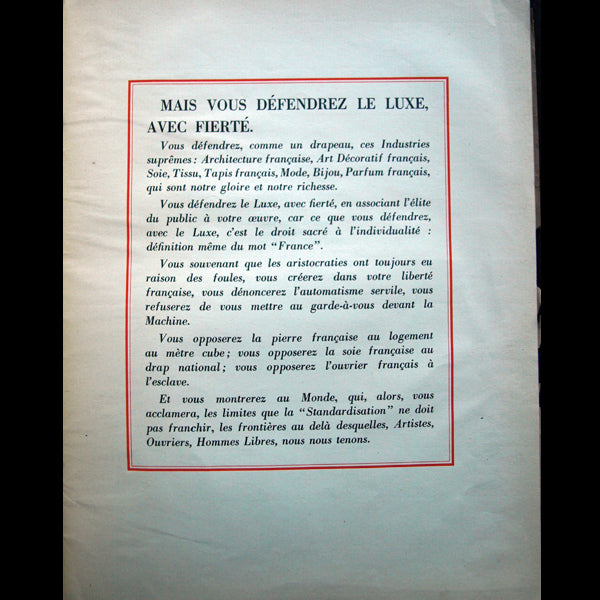 MAIS VOUS DÉFENDREZ LE LUXE,
AVEC FIERTÉ.
Vous défendrez, comme un drapeau, ces Industries
suprêmes : Architecture française, Art Décoratif français,
Soie, Tissu, Tapis français, Mode, Bijou, Parfum français,
qui sont notre gloire et notre richesse.
Vous défendrez le Luxe, avec fierté, en associant l'élite
du public à votre œuvre, car ce que vous défendrez,
avec le Luxe, c'est le droit sacré à l'individualité :
définition même du mot “France”.
Vous souvenant que les aristocraties ont toujours eu
raison des foules, vous créerez dans votre liberté
française, vous dénoncerez l'automatisme servile, vous
refuserez de vous mettre au garde-à-vous devant la
Machine.
Vous opposerez la pierre française au logement
au mètre cube ; vous opposerez la soie française au
drap national ; vous opposerez l'ouvrier français à
l'esclave.
Et vous montrerez au Monde, qui, alors, vous
acclamera, les limites que la “Standardisation” ne doit
pas franchir, les frontières au delà desquelles, Artistes,
Ouvriers, Hommes Libres, nous nous tenons.